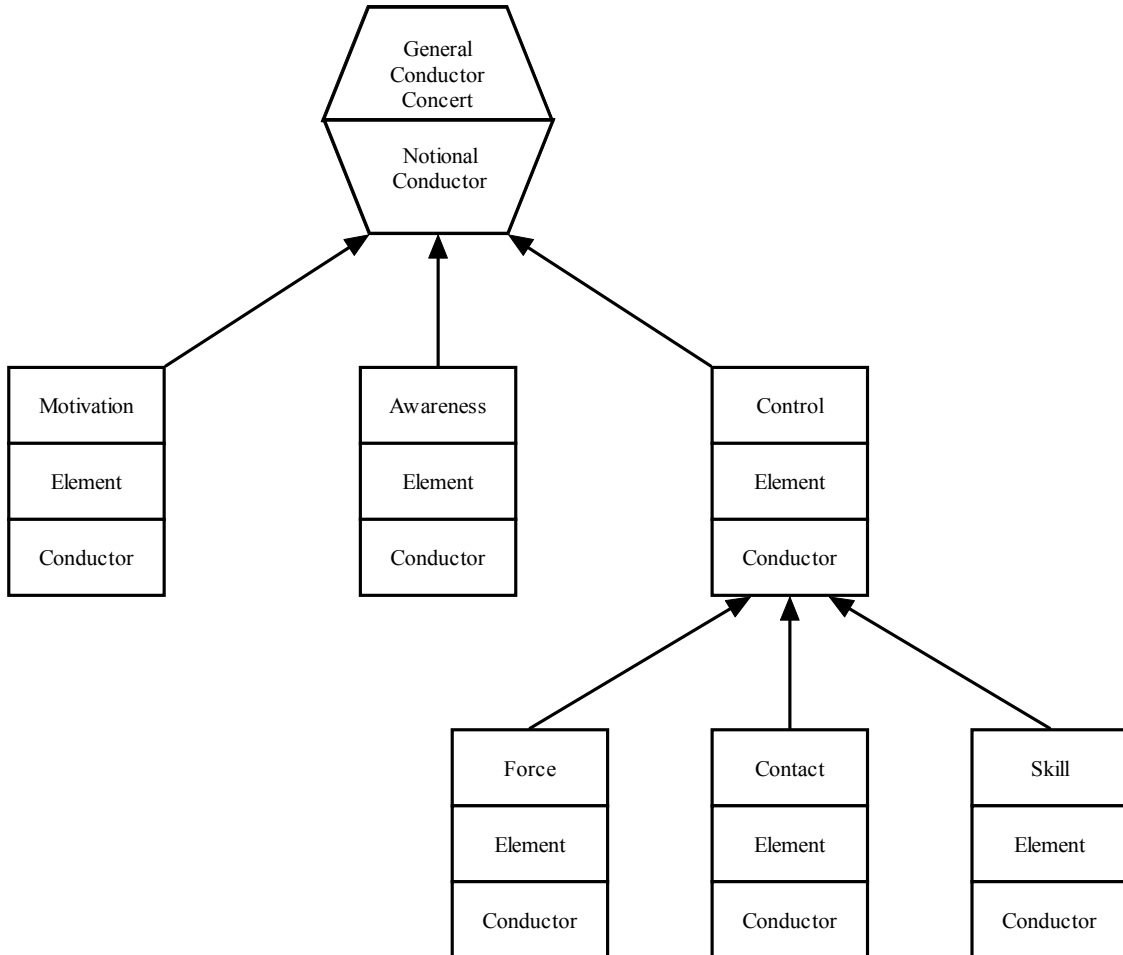 General
Conductor
Concert
Notional
Conductor
Motivation
Element
Conductor
Awareness
Element
Conductor
Control
Element
Conductor
Force
Element
Conductor
Contact
Element
Conductor
Skill
Element
Conductor